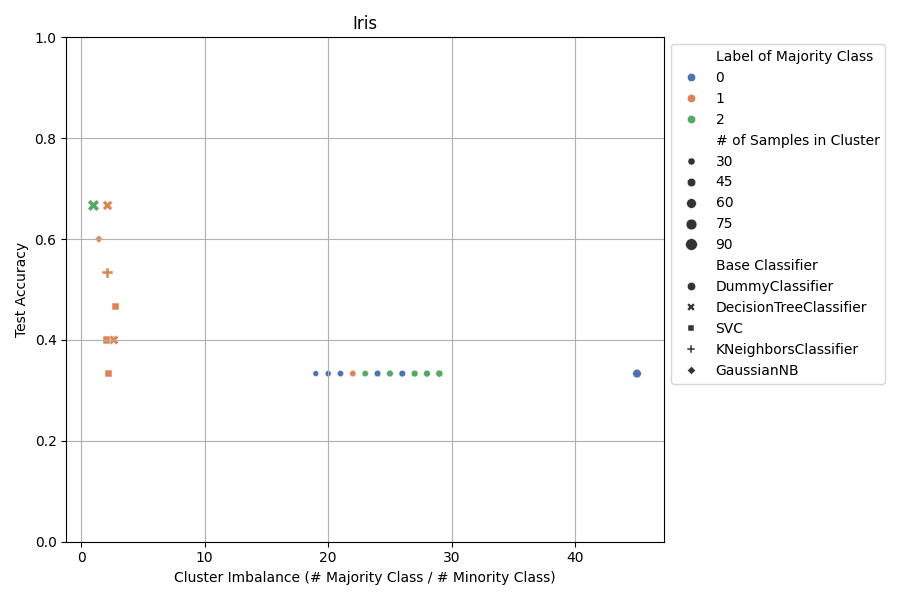 Iris
1.0
0.8
0.6
0.4
0.2
0.0
Test Accuracy
0
10
20
30
40
Cluster Imbalance (# Majority Class / # Minority Class)
Label of Majority Class
0
1
2
# of Samples in Cluster
30
45
60
75
90
Base Classifier
DummyClassifier
DecisionTreeClassifier
SVC
KNeighborsClassifier
GaussianNB